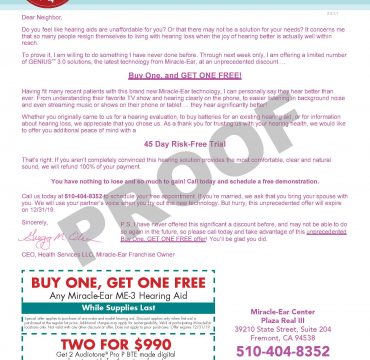 Dear Neighbor,
Do you feel like hearing aids are unaffordable for you? Or that there may not be a solution for your needs? It concerns me
that so many people resign themselves to living with hearing loss when the joy of hearing better is actually well within
reach.
To prove it, I am willing to do something I have never done before. Through next week only, I am offering a limited number
of GENIUS™ 3.0 solutions, the latest technology from Miracle-Ear, at an unprecedented discount…
Buy One, and GET ONE FREE!
Having fit many recent patients with this brand new Miracle-Ear technology, I can personally say they hear better than
ever. From understanding their favorite TV show and hearing clearly on the phone, to easier listening in background noise
and even streaming music or shows on their phone or tablet … they hear significantly better!
Whether you originally came to us for a hearing evaluation, to buy batteries for an existing hearing aid, or for information
about hearing loss, we appreciate that you chose us. As a thank you for trusting us with your hearing health, we would like
to offer you additional peace of mind with a
45 Day Risk-Free Trial
That's right: If you aren't completely convinced this hearing solution provides the most comfortable, clear and natural
sound, we will refund 100% of your payment.
You have nothing to lose and so much to gain! Call today and schedule a free demonstration.
Call us today at 510-404-8352 to schedule your free appointment. If you're married, we ask that you bring your spouse with
you. We will use your partner's voice when you try out this new technology. But hurry, this unprecedented offer will expire
on 12/31/19.
Sincerely,
P.S. I have never offered this significant a discount before, and may not be able to do
so again in the future, so please call today and take advantage of this unprecedented
Buy One, GET ONE FREE offer! You'll be glad you did.
CEO, Health Services LLC, Miracle-Ear Franchise Owner
PROOF
BUY ONE, GET ONE FREE
Any Miracle-Ear ME-3 Hearing Aid
While Supplies Last
TWO FOR $990
Get 2 Audiotone® Pro P BTE made digital
Miracle-Ear Center
Plaza Real III
39210 State Street, Suite 204
Fremont, CA 94538
510-404-8352